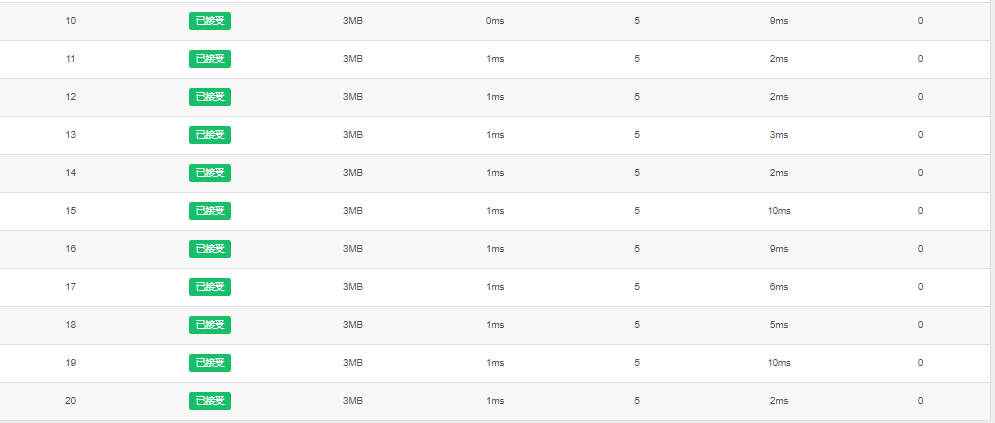 10 已接受 3MB 0ms 5 9ms 0
11 已接受 3MB 1ms 5 2ms 0
12 已接受 3MB 1ms 5 2ms 0
13 已接受 3MB 1ms 5 3ms 0
14 已接受 3MB 1ms 5 2ms 0
15 已接受 3MB 1ms 5 10ms 0
16 已接受 3MB 1ms 5 9ms 0
17 已接受 3MB 1ms 5 6ms 0
18 已接受 3MB 1ms 5 5ms 0
19 已接受 3MB 1ms 5 10ms 0
20 已接受 3MB 1ms 5 2ms 0